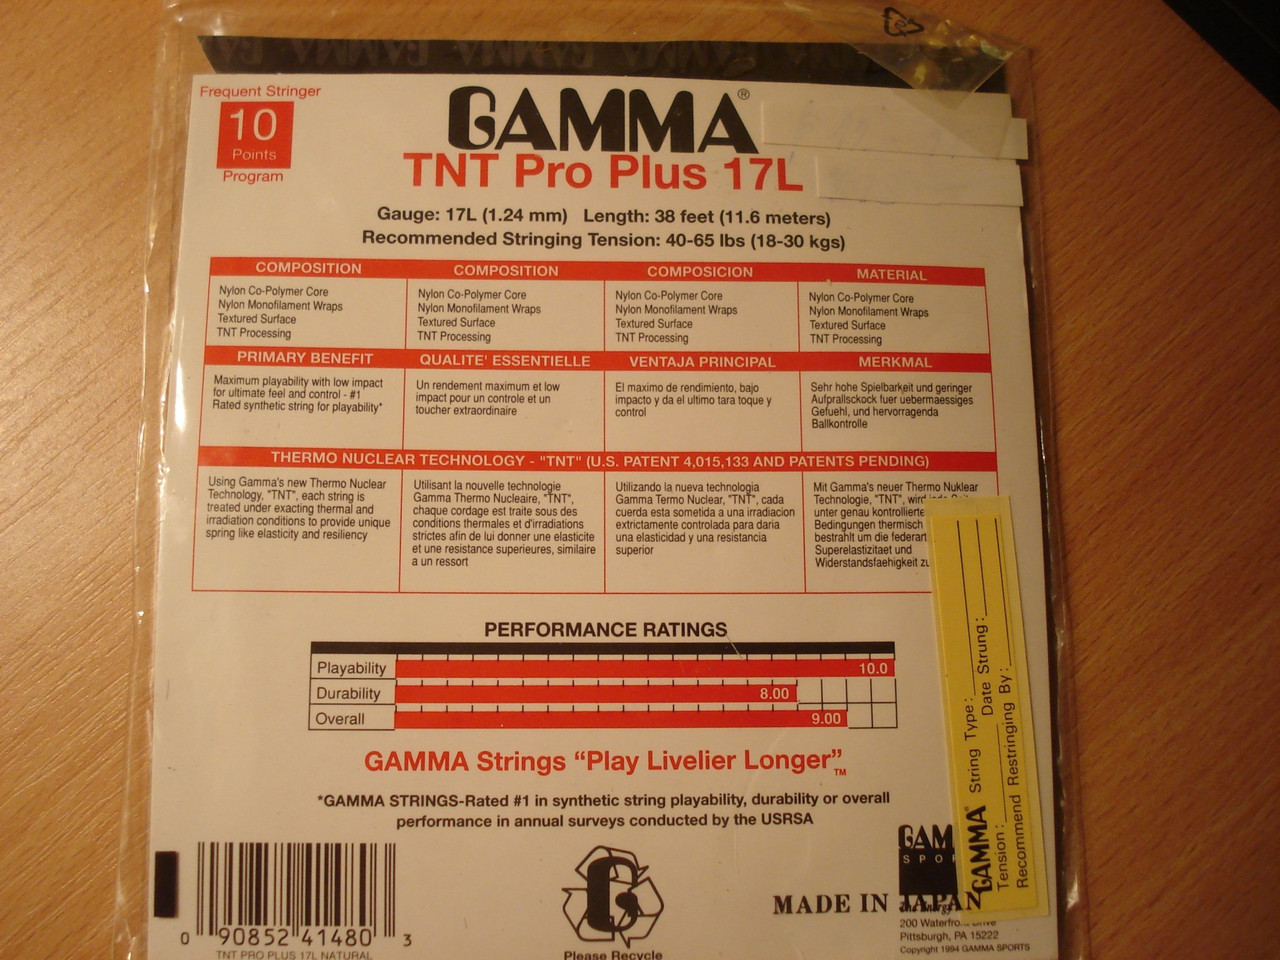 GAMMA GAMMA GAMMA
Frequent Stringer
10
Points
Program
GAMMA®
TNT Pro Plus 17L
Gauge: 17L (1.24 mm) Length: 38 feet (11.6 meters)
Recommended Stringing Tension: 40-65 lbs (18-30 kgs)
COMPOSITION
Nylon Co-Polymer Core
Nylon Monofilament Wraps
Textured Surface
TNT Processing
COMPOSITION
Nylon Co-Polymer Core
Nylon Monofilament Wraps
Textured Surface
TNT Processing
COMPOSICION
Nylon Co-Polymer Core
Nylon Monofilament Wraps
Textured Surface
TNT Processing
MATERIAL
Nylon Co-Polymer Core
Nylon Monofilament Wraps
Textured Surface
TNT Processing
PRIMARY BENEFIT
Maximum playability with low impact
for ultimate feel and control - #1
Rated synthetic string for playability*
QUALITE' ESSENTIELLE
Un rendement maximum et low
impact pour un controle et un
toucher extraordinaire
VENTAJA PRINCIPAL
El maximo de rendimiento, bajo
impacto y da el ultimo tara toque y
control
MERKMAL
Sehr hohe Spielbarkeit und geringer
Aufprallsckock fuer uebermaessiges
Gefuehl, und hervorragenda
Ballkontrolle
THERMO NUCLEAR TECHNOLOGY - "TNT" (U.S. PATENT 4,015,133 AND PATENTS PENDING)
Using Gamma's new Thermo Nuclear
Technology, "TNT", each string is
treated under exacting thermal and
irradiation conditions to provide unique
spring like elasticity and resiliency
Utilisant la nouvelle technologie
Gamma Thermo Nucleaire, "TNT",
chaque cordage est traite sous des
conditions thermales et d'irradiations
strictes afin de lui donner une elasticite
et une resistance superieures, similaire
a un ressort
Utilizando la nueva technologia
Gamma Termo Nuclear, "TNT", cada
cuerda esta sometida a una irradiacion
extrictamente controlada para daria
una elasticidad y una resistancia
superior
Mit Gamma's neuer Thermo Nuklear
Technologie, "TNT", wird
unter genau kontrollierte
Bedingungen thermisch
bestrahlt um die federart
Superelastizitaet und
Widerstandsfaehigkeit zu
PERFORMANCE RATINGS
Playability 10.0
Durability 8.00
Overall 9.00
GAMMA Strings “Play Livelier Longer”™
*GAMMA STRINGS-Rated #1 in synthetic string playability, durability or overall
performance in annual surveys conducted by the USRSA
0 90852 41480 3
TNT PRO PLUS 17L NATURAL
G
Please Recycle
MADE IN JAPAN
GAM
SPOR
The Energy
200 Waterfro Drive
Pittsburgh, PA 15222
Copyright 1994 GAMMA SPORTS
GAMMA® String Type:
Tension: Date Strung:
Recommend Restringing By: